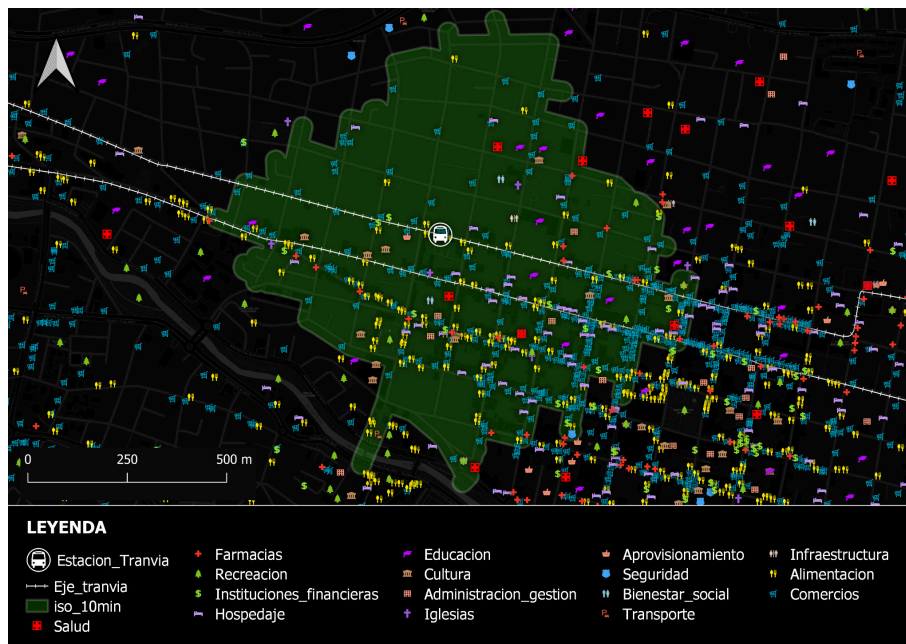 0 250 500 m
LEYENDA
Estacion_Tranvia
Eje_tranvia
iso_10min
Salud
Farmacias
Recreacion
Instituciones_financieras
Hospedaje
Educacion
Cultura
Administracion_gestion
Iglesias
Aprovisionamiento
Seguridad
Bienestar_social
Transporte
Infraestructura
Alimentacion
Comercios